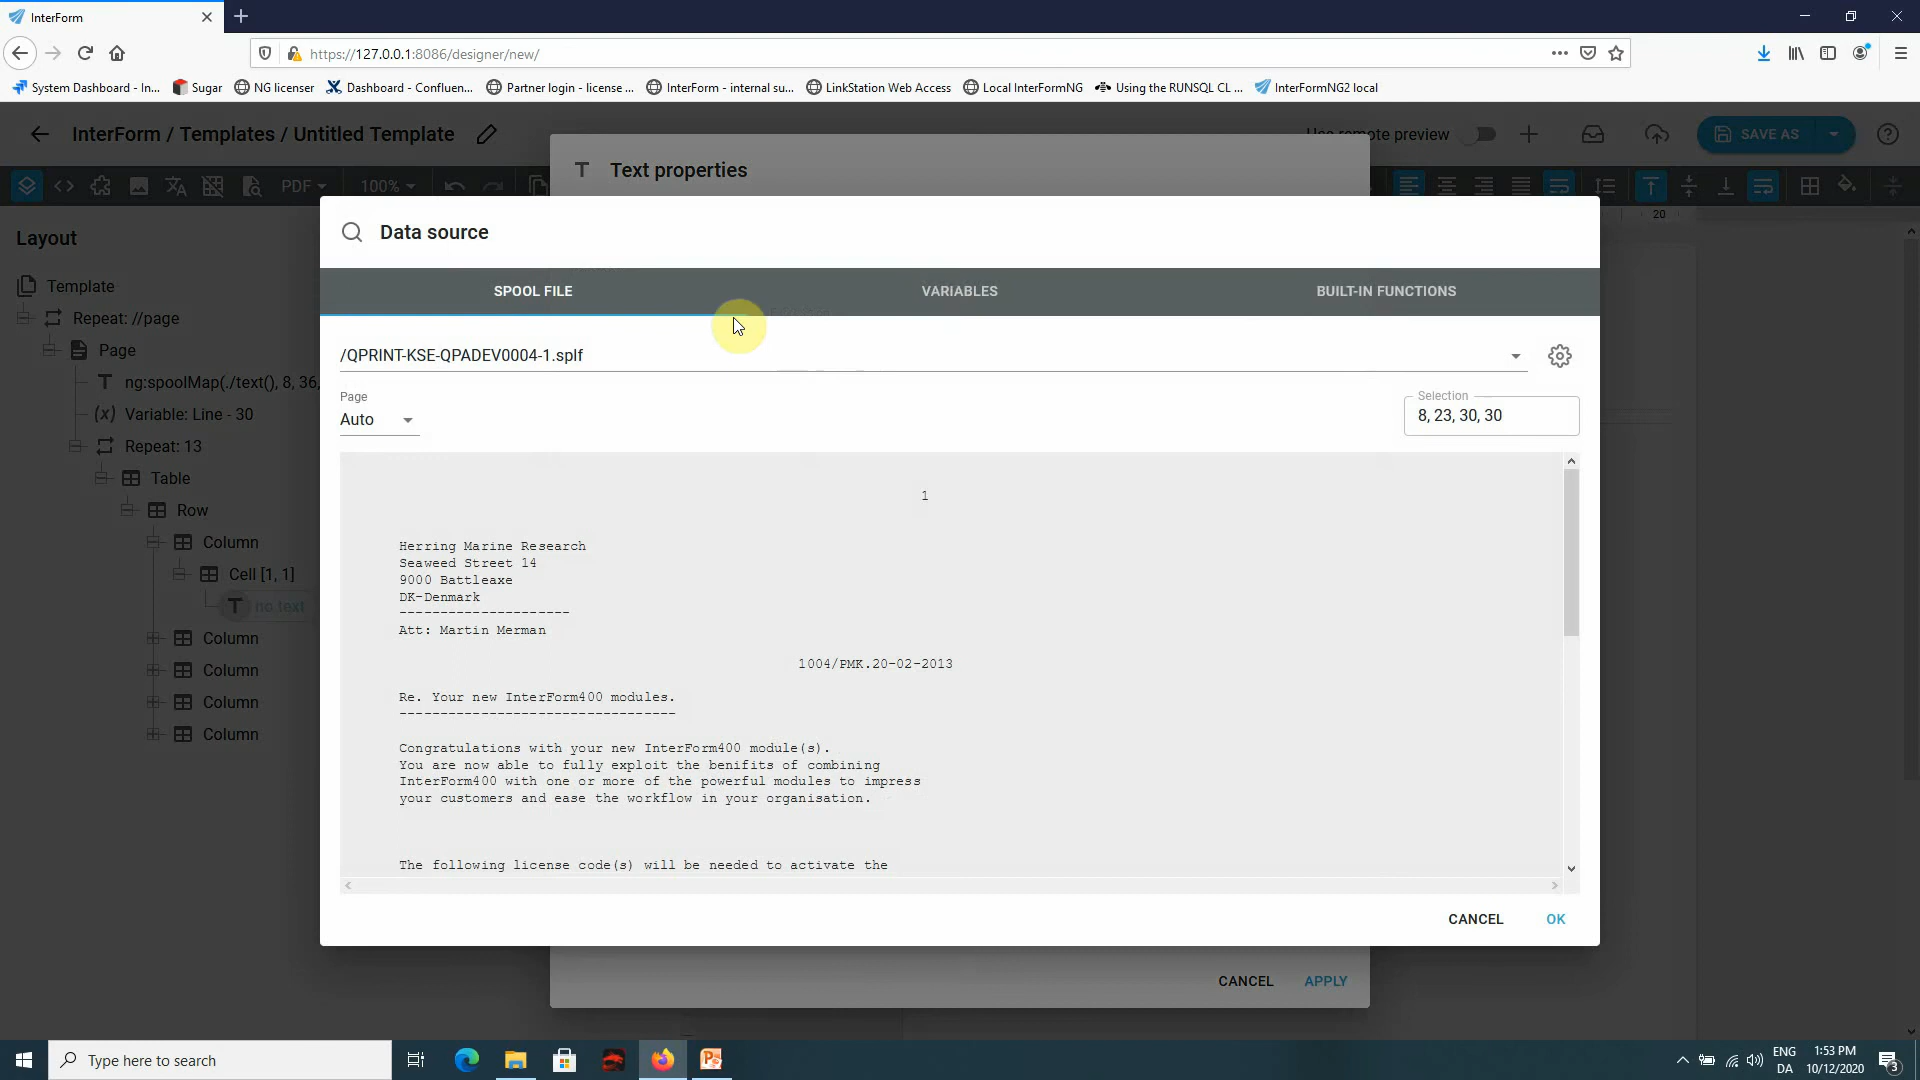 InterForm
https://127.0.0.1:8086/designer/new/
System Dashboard - In...
Sugar
NG licenser
Dashboard - Confluen...
Partner login - license ...
InterForm - internal su...
LinkStation Web Access
Local InterFormNG
Using the RUNSQL CL ...
InterFormNG2 local
InterForm / Templates / Untitled Template
Use remote preview
SAVE AS
Text properties
PDF
100%
20
Layout
Template
Repeat: //page
Page
ng:spoolMap(./text(), 8, 36,
Variable: Line - 30
Repeat: 13
Table
Row
Column
Cell [1, 1]
no text
Column
Column
Column
Column
Data source
SPOOL FILE
VARIABLES
BUILT-IN FUNCTIONS
/QPRINT-KSE-QPADEV0004-1.splf
Page
Auto
Selection
8, 23, 30, 30
1
Herring Marine Research
Seaweed Street 14
9000 Battleaxe
DK-Denmark
---------------------
Att: Martin Merman
1004/PMK.20-02-2013
Re. Your new InterForm400 modules.
----------------------------------
Congratulations with your new InterForm400 module(s).
You are now able to fully exploit the benifits of combining
InterForm400 with one or more of the powerful modules to impress
your customers and ease the workflow in your organisation.
The following license code(s) will be needed to activate the
CANCEL
OK
CANCEL
APPLY
Type here to search
ENG
DA
1:53 PM
10/12/2020
3